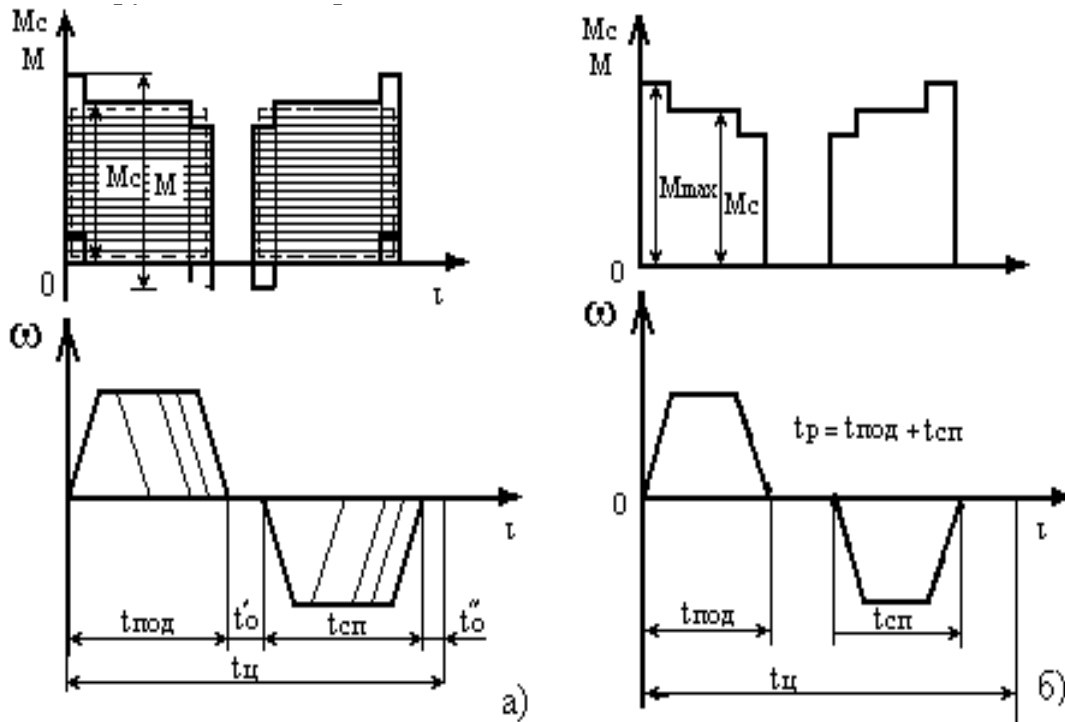 Mc
M
Mc
M
0
τ
ω
tпод
t'o
tсп
t"o
tц
τ
а)
Mc
M
Mmax
Mc
0
ω
tp = tпод + tсп
0
τ
tпод
tсп
tц
б)